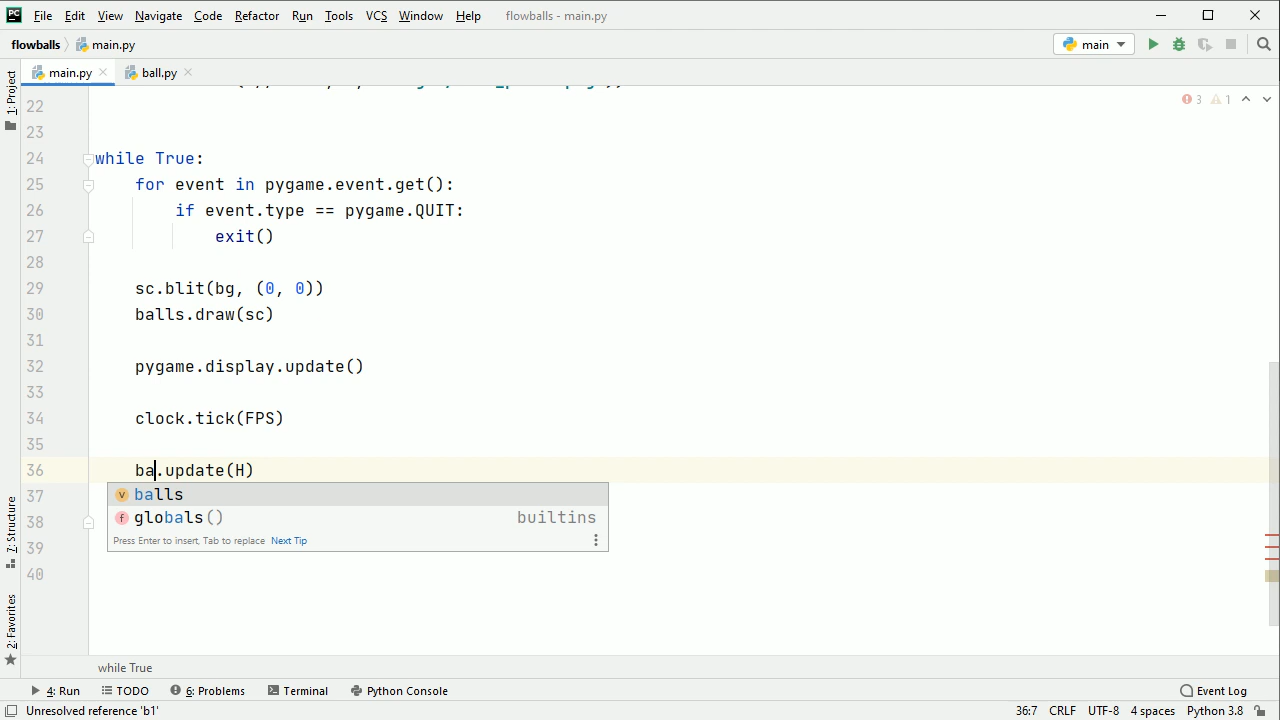 File Edit View Navigate Code Refactor Run Tools VCS Window Help flowballs - main.py
flowballs main.py main
main.py ball.py
1: Project
22
23
24 while True:
25 for event in pygame.event.get():
26 if event.type == pygame.QUIT:
27 exit()
28
29 sc.blit(bg, (0, 0))
30 balls.draw(sc)
31
32 pygame.display.update()
33
34 clock.tick(FPS)
35
36 ba.update(H)
37
38
39
40
3 1
balls
globals() builtins
Press Enter to insert, Tab to replace Next Tip
7: Structure
2: Favorites
while True
4: Run TODO 6: Problems Terminal Python Console Event Log
Unresolved reference 'b1' 36:7 CRLF UTF-8 4 spaces Python 3.8